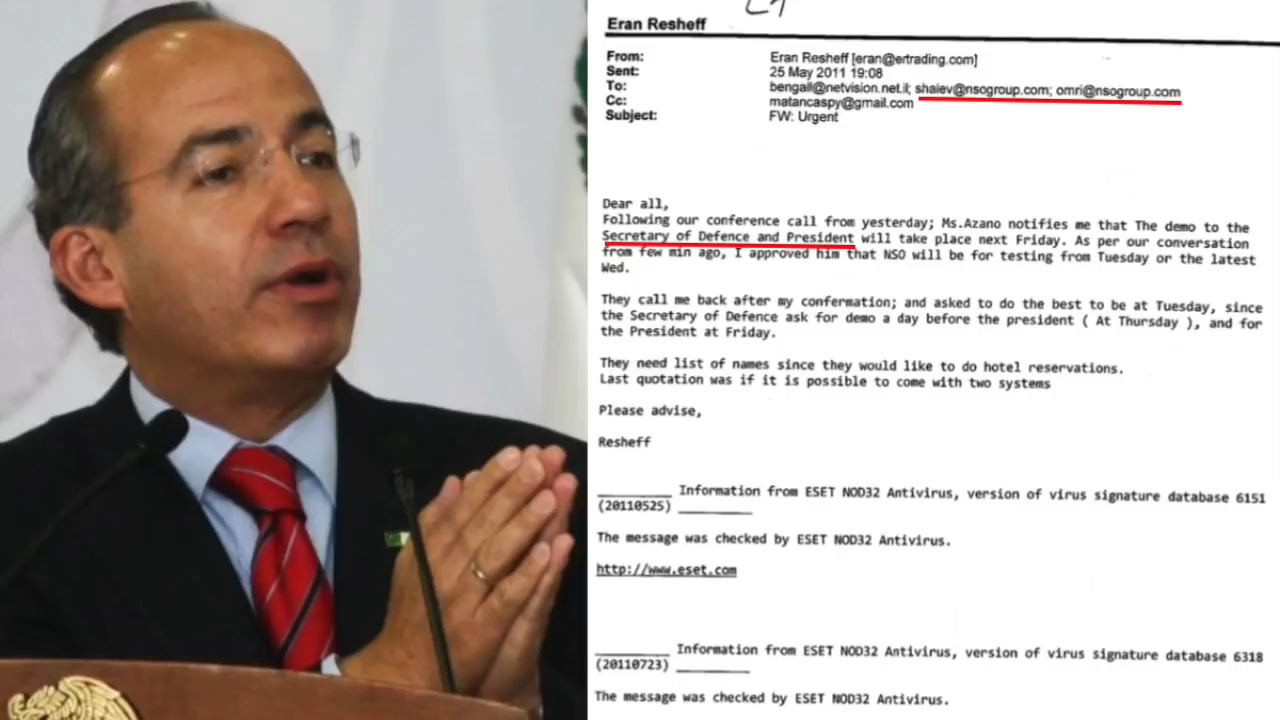 Eran Resheff
From: Eran Resheff [eran@ertrading.com]
Sent: 25 May 2011 19:08
To: bengail@netvision.net.il; shalev@nsogroup.com; omri@nsogroup.com
Cc: matancaspy@gmail.com
Subject: FW: Urgent
Dear all,
Following our conference call from yesterday; Ms.Azano notifies me that The demo to the
Secretary of Defence and President will take place next Friday. As per our conversation
from few min ago, I approved him that NSO will be for testing from Tuesday or the latest
Wed.
They call me back after my confermation; and asked to do the best to be at Tuesday, since
the Secretary of Defence ask for demo a day before the president ( At Thursday ), and for
the President at Friday.
They need list of names since they would like to do hotel reservations.
Last quotation was if it is possible to come with two systems
Please advise,
Resheff
__________ Information from ESET NOD32 Antivirus, version of virus signature database 6151
(20110525) __________
The message was checked by ESET NOD32 Antivirus.
http://www.eset.com
__________ Information from ESET NOD32 Antivirus, version of virus signature database 6318
(20110723) __________
The message was checked by ESET NOD32 Antivirus.